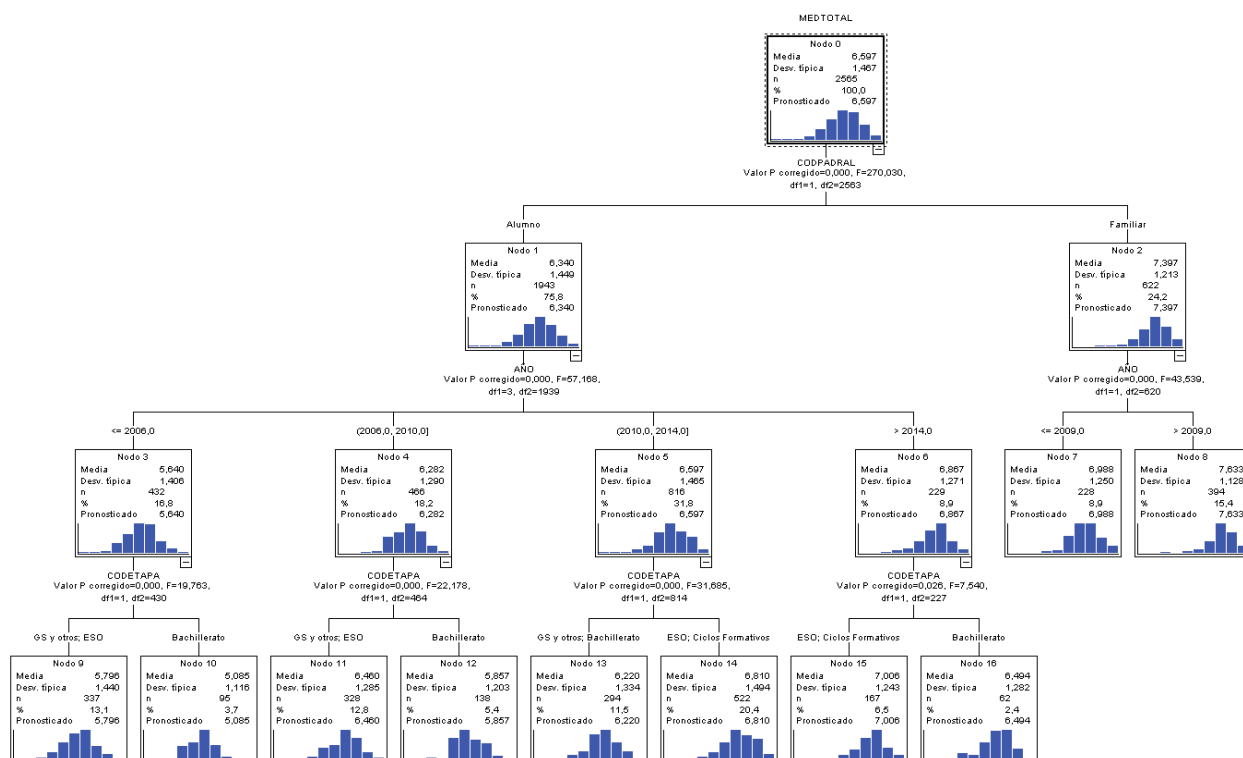 MEDTOTAL
Nodo 0
Media 6,597
Desv. típica 1,467
n 2565
% 100,0
Pronosticado 6,597
CODPADRAL
Valor P corregido=0,000, F=270,030,
df1=1, df2=2563
Alumno
Familiar
Nodo 1
Media 6,340
Desv. típica 1,449
n 1943
% 75,8
Pronosticado 6,340
Nodo 2
Media 7,397
Desv. típica 1,213
n 622
% 24,2
Pronosticado 7,397
AÑO
Valor P corregido=0,000, F=57,168,
df1=3, df2=1939
AÑO
Valor P corregido=0,000, F=43,539,
df1=1, df2=620
<= 2006,0
(2006,0, 2010,0]
(2010,0, 2014,0]
> 2014,0
<= 2009,0
> 2009,0
Nodo 3
Media 5,640
Desv. típica 1,406
n 432
% 16,8
Pronosticado 5,640
Nodo 4
Media 6,282
Desv. típica 1,290
n 466
% 18,2
Pronosticado 6,282
Nodo 5
Media 6,597
Desv. típica 1,465
n 816
% 31,8
Pronosticado 6,597
Nodo 6
Media 6,867
Desv. típica 1,271
n 229
% 8,9
Pronosticado 6,867
Nodo 7
Media 6,988
Desv. típica 1,250
n 228
% 8,9
Pronosticado 6,988
Nodo 8
Media 7,633
Desv. típica 1,128
n 394
% 15,4
Pronosticado 7,633
CODETAPA
Valor P corregido=0,000, F=19,763,
df1=1, df2=430
CODETAPA
Valor P corregido=0,000, F=22,178,
df1=1, df2=464
CODETAPA
Valor P corregido=0,000, F=31,685,
df1=1, df2=814
CODETAPA
Valor P corregido=0,026, F=7,540,
df1=1, df2=227
GS y otros; ESO
Bachillerato
GS y otros; ESO
Bachillerato
GS y otros; Bachillerato
ESO; Ciclos Formativos
ESO; Ciclos Formativos
Bachillerato
Nodo 9
Media 5,796
Desv. típica 1,440
n 337
% 13,1
Pronosticado 5,796
Nodo 10
Media 5,085
Desv. típica 1,116
n 95
% 3,7
Pronosticado 5,085
Nodo 11
Media 6,460
Desv. típica 1,285
n 328
% 12,8
Pronosticado 6,460
Nodo 12
Media 5,857
Desv. típica 1,203
n 138
% 5,4
Pronosticado 5,857
Nodo 13
Media 6,220
Desv. típica 1,334
n 294
% 11,5
Pronosticado 6,220
Nodo 14
Media 6,810
Desv. típica 1,494
n 522
% 20,4
Pronosticado 6,810
Nodo 15
Media 7,006
Desv. típica 1,243
n 167
% 6,5
Pronosticado 7,006
Nodo 16
Media 6,494
Desv. típica 1,282
n 62
% 2,4
Pronosticado 6,494